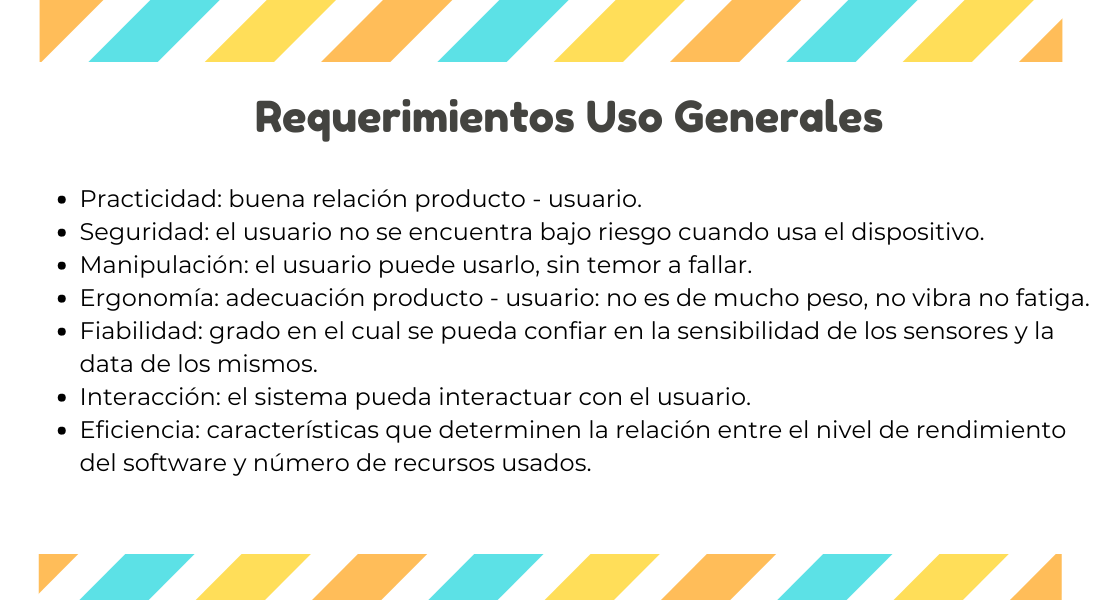 Requerimientos Uso Generales
• Practicidad: buena relación producto - usuario.
• Seguridad: el usuario no se encuentra bajo riesgo cuando usa el dispositivo.
• Manipulación: el usuario puede usarlo, sin temor a fallar.
• Ergonomía: adecuación producto - usuario: no es de mucho peso, no vibra no fatiga.
• Fiabilidad: grado en el cual se pueda confiar en la sensibilidad de los sensores y la
data de los mismos.
• Interacción: el sistema pueda interactuar con el usuario.
• Eficiencia: características que determinen la relación entre el nivel de rendimiento
del software y número de recursos usados.